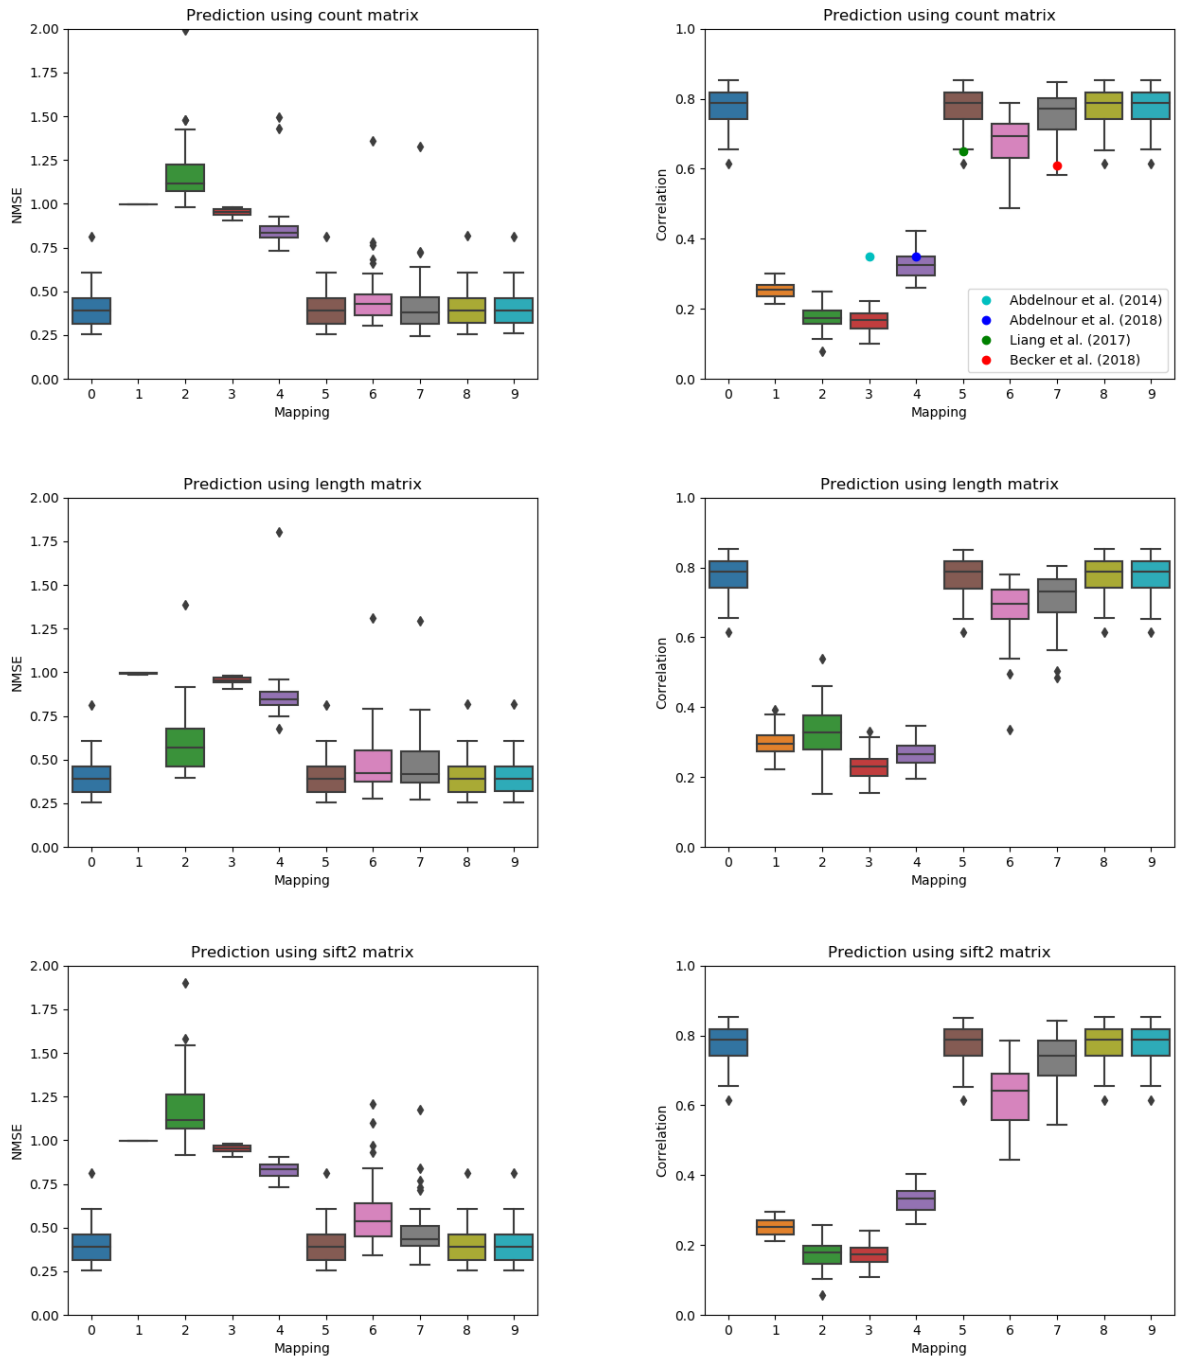 Prediction using count matrix
2.00
1.75
1.50
1.25
1.00
0.75
0.50
0.25
0.00
NMSE
0 1 2 3 4 5 6 7 8 9
Mapping
Prediction using count matrix
1.0
0.8
0.6
0.4
0.2
0.0
Correlation
Abdelnour et al. (2014)
Abdelnour et al. (2018)
Liang et al. (2017)
Becker et al. (2018)
0 1 2 3 4 5 6 7 8 9
Mapping
Prediction using length matrix
2.00
1.75
1.50
1.25
1.00
0.75
0.50
0.25
0.00
NMSE
0 1 2 3 4 5 6 7 8 9
Mapping
Prediction using length matrix
1.0
0.8
0.6
0.4
0.2
0.0
Correlation
0 1 2 3 4 5 6 7 8 9
Mapping
Prediction using sift2 matrix
2.00
1.75
1.50
1.25
1.00
0.75
0.50
0.25
0.00
NMSE
0 1 2 3 4 5 6 7 8 9
Mapping
Prediction using sift2 matrix
1.0
0.8
0.6
0.4
0.2
0.0
Correlation
0 1 2 3 4 5 6 7 8 9
Mapping